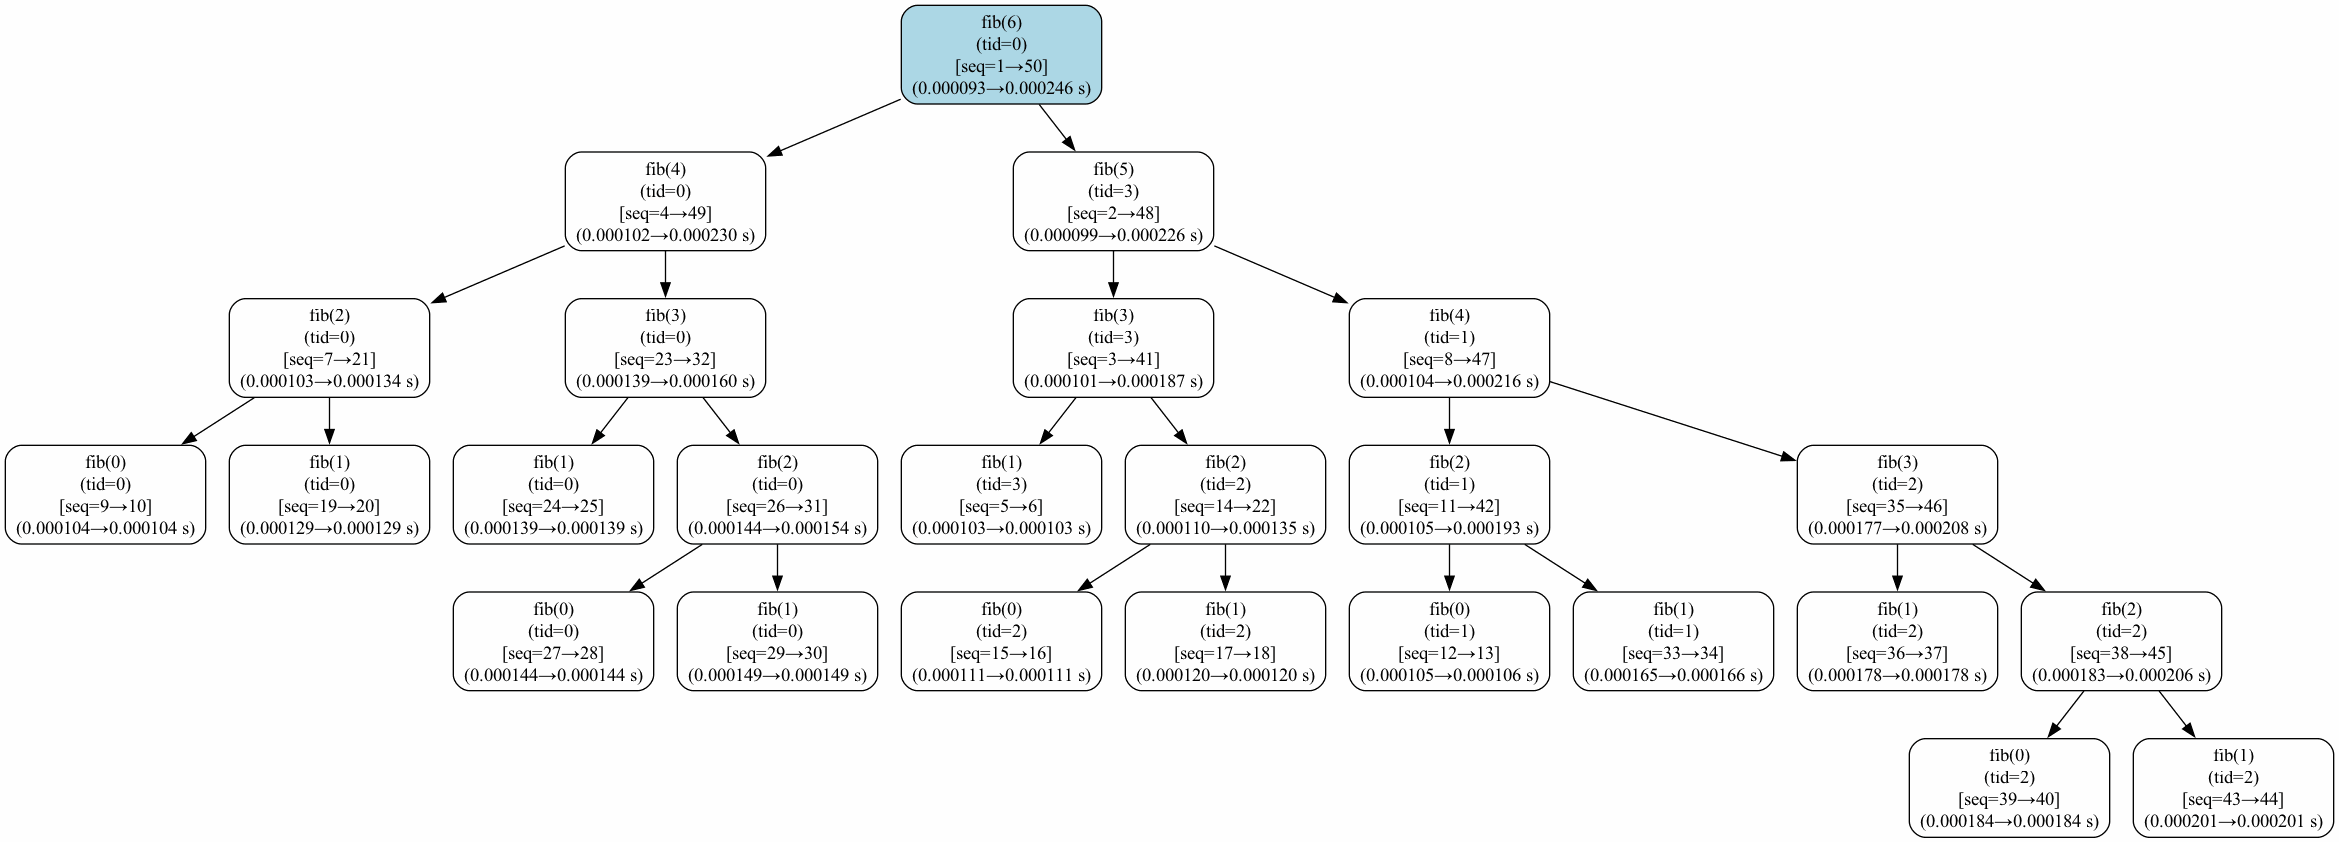 fib(6)
(tid=0)
[seq=1→50]
(0.000093→0.000246 s)
fib(4)
(tid=0)
[seq=4→49]
(0.000102→0.000230 s)
fib(5)
(tid=3)
[seq=2→48]
(0.000099→0.000226 s)
fib(2)
(tid=0)
[seq=7→21]
(0.000103→0.000134 s)
fib(3)
(tid=0)
[seq=23→32]
(0.000139→0.000160 s)
fib(3)
(tid=3)
[seq=3→41]
(0.000101→0.000187 s)
fib(4)
(tid=1)
[seq=8→47]
(0.000104→0.000216 s)
fib(0)
(tid=0)
[seq=9→10]
(0.000104→0.000104 s)
fib(1)
(tid=0)
[seq=19→20]
(0.000129→0.000129 s)
fib(1)
(tid=0)
[seq=24→25]
(0.000139→0.000139 s)
fib(2)
(tid=0)
[seq=26→31]
(0.000144→0.000154 s)
fib(1)
(tid=3)
[seq=5→6]
(0.000103→0.000103 s)
fib(2)
(tid=2)
[seq=14→22]
(0.000110→0.000135 s)
fib(2)
(tid=1)
[seq=11→42]
(0.000105→0.000193 s)
fib(3)
(tid=2)
[seq=35→46]
(0.000177→0.000208 s)
fib(0)
(tid=0)
[seq=27→28]
(0.000144→0.000144 s)
fib(1)
(tid=0)
[seq=29→30]
(0.000149→0.000149 s)
fib(0)
(tid=2)
[seq=15→16]
(0.000111→0.000111 s)
fib(1)
(tid=2)
[seq=17→18]
(0.000120→0.000120 s)
fib(0)
(tid=1)
[seq=12→13]
(0.000105→0.000106 s)
fib(1)
(tid=1)
[seq=33→34]
(0.000165→0.000166 s)
fib(1)
(tid=2)
[seq=36→37]
(0.000178→0.000178 s)
fib(2)
(tid=2)
[seq=38→45]
(0.000183→0.000206 s)
fib(0)
(tid=2)
[seq=39→40]
(0.000184→0.000184 s)
fib(1)
(tid=2)
[seq=43→44]
(0.000201→0.000201 s)